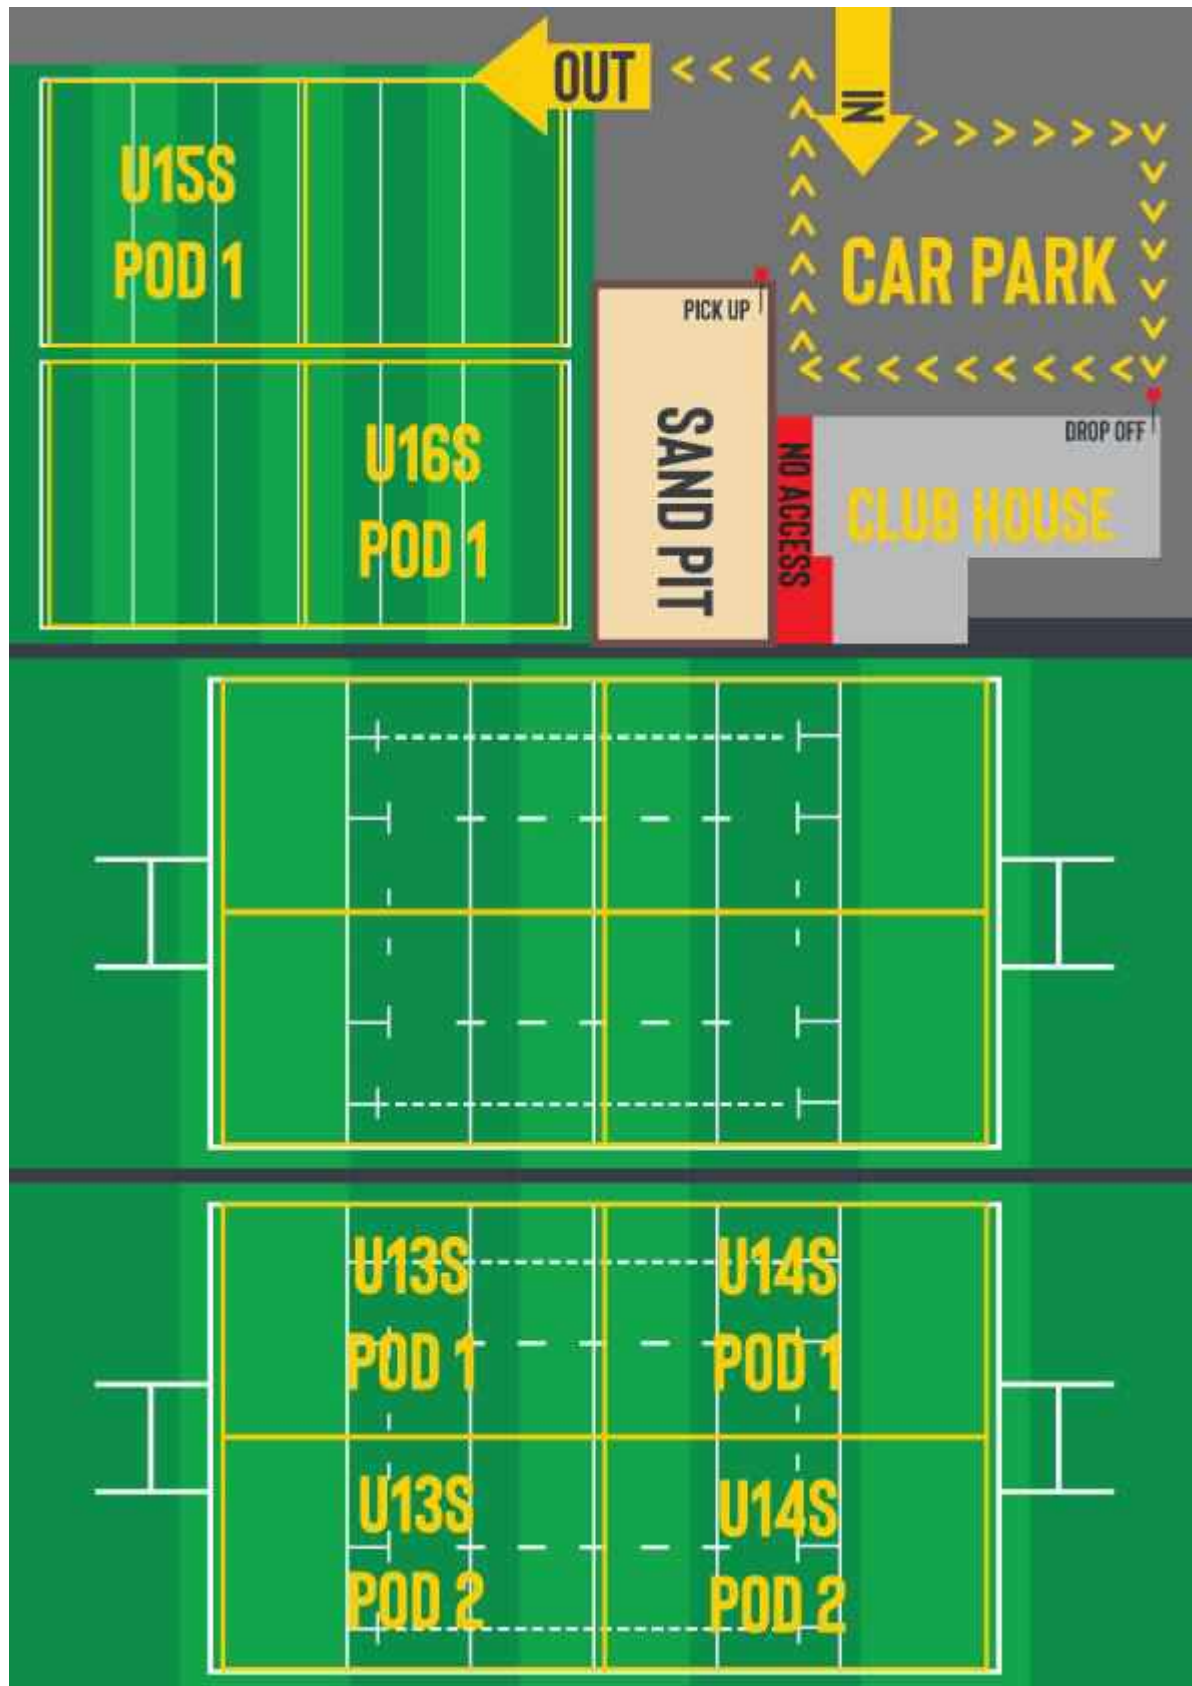 OUT
IN
U15S
POD 1
CAR PARK
PICK UP
U16S
POD 1
SAND PIT
NO ACCESS
DROP OFF
CLUB HOUSE
U13S
POD 1
U14S
POD 1
U13S
POD 2
U14S
POD 2